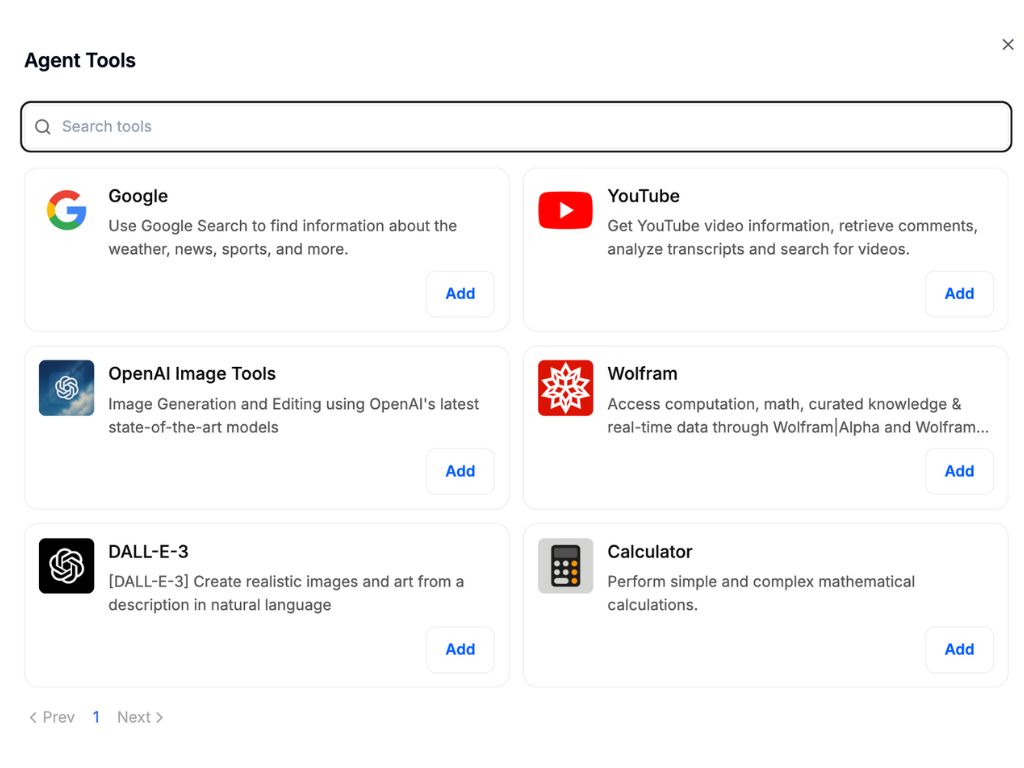 Agent Tools
Search tools
Google
Use Google Search to find information about the
weather, news, sports, and more.
Add
YouTube
Get YouTube video information, retrieve comments,
analyze transcripts and search for videos.
Add
OpenAI Image Tools
Image Generation and Editing using OpenAI's latest
state-of-the-art models
Add
Wolfram
Access computation, math, curated knowledge &
real-time data through Wolfram|Alpha and Wolfram...
Add
DALL-E-3
[DALL-E-3] Create realistic images and art from a
description in natural language
Add
Calculator
Perform simple and complex mathematical
calculations.
Add
Prev 1 Next